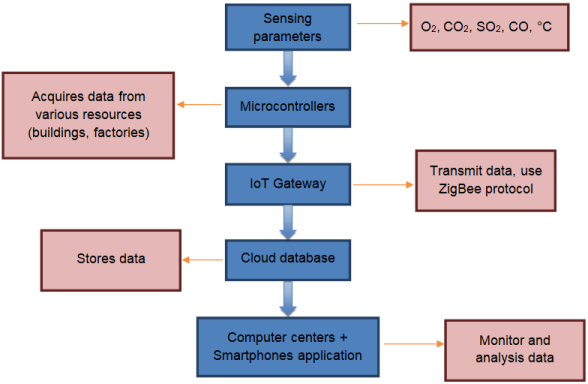 Sensing
parameters
O₂, CO₂, SO₂, CO, °C
Acquires data from
various resources
(buildings, factories)
Microcontrollers
IoT Gateway
Transmit data, use
ZigBee protocol
Stores data
Cloud database
Computer centers +
Smartphones application
Monitor and
analysis data